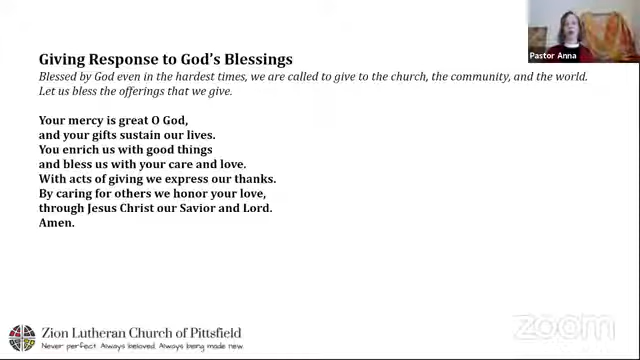 Giving Response to God's Blessings
Blessed by God even in the hardest times, we are called to give to the church, the community, and the world.
Let us bless the offerings that we give.
Your mercy is great O God,
and your gifts sustain our lives.
You enrich us with good things
and bless us with your care and love.
With acts of giving we express our thanks.
By caring for others we honor your love,
through Jesus Christ our Savior and Lord.
Amen.
Pastor Anna
Zion Lutheran Church of Pittsfield
Never perfect. Always beloved. Always being made new.
zoom